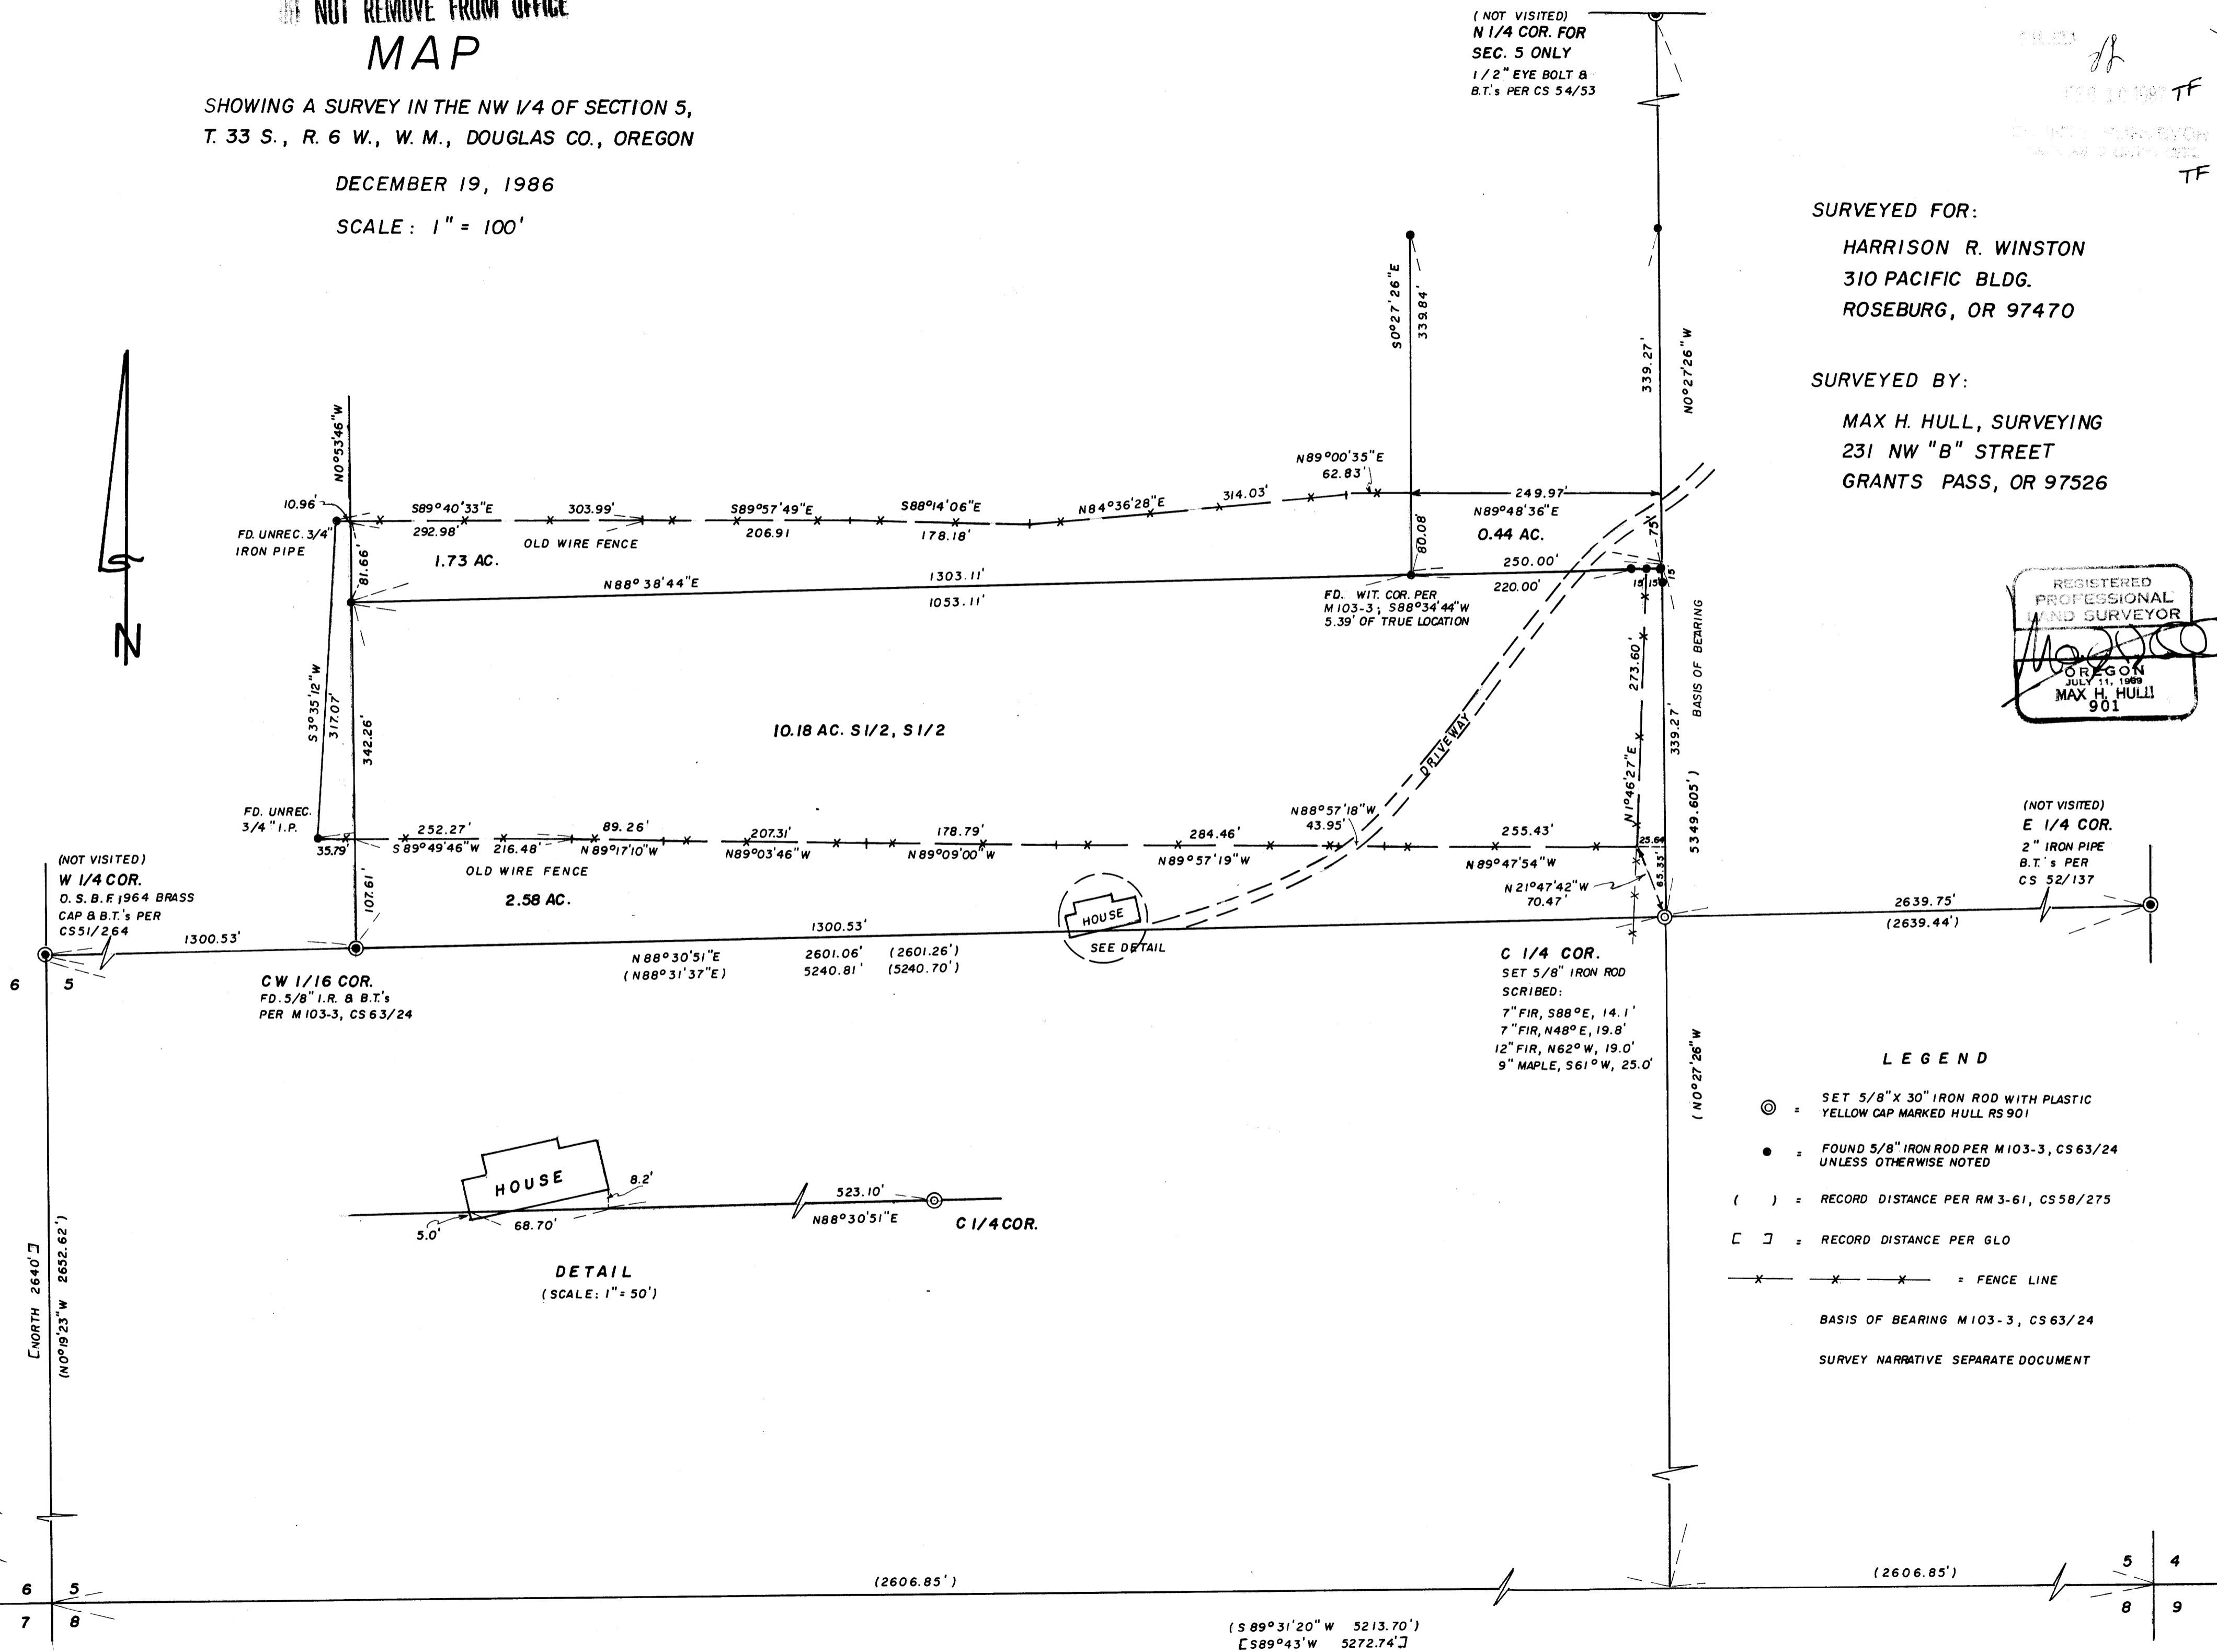 NOT REMOVE FROM OFFICE
MAP
SHOWING A SURVEY IN THE NW 1/4 OF SECTION 5,
T. 33 S., R. 6 W., W. M., DOUGLAS CO., OREGON
DECEMBER 19, 1986
SCALE: 1" = 100'
(NOT VISITED)
N 1/4 COR. FOR
SEC. 5 ONLY
1/2" EYE BOLT &
B.T.'s PER CS 54/53
TF
TF
SURVEYED FOR:
HARRISON R. WINSTON
310 PACIFIC BLDG.
ROSEBURG, OR 97470
SURVEYED BY:
MAX H. HULL, SURVEYING
231 NW "B" STREET
GRANTS PASS, OR 97526
REGISTERED
PROFESSIONAL
LAND SURVEYOR
OREGON
JULY 11, 1969
MAX H. HULL
901
N
S0°27'26"E
339.84'
339.27'
N0°27'26"W
N0°53'46"W
10.96'
FD. UNREC. 3/4"
IRON PIPE
S89°40'33"E
292.98'
303.99'
OLD WIRE FENCE
S89°57'49"E
206.91
S88°14'06"E
178.18'
N84°36'28"E
314.03'
N89°00'35"E
62.83'
249.97'
N89°48'36"E
0.44 AC.
75'
80.08'
81.66'
1.73 AC.
N88°38'44"E
1303.11'
1053.11'
250.00'
220.00'
15'
15'
15'
FD. WIT. COR. PER
M103-3; S88°34'44"W
5.39' OF TRUE LOCATION
S3°35'12"W
317.07'
342.26'
10.18 AC. S1/2, S1/2
DRIVEWAY
273.60'
N1°46'27"E
BASIS OF BEARING
339.27'
5349.605')
FD. UNREC.
3/4" I.P.
35.79'
252.27'
S89°49'46"W
216.48'
OLD WIRE FENCE
89.26'
N89°17'10"W
207.31'
N89°03'46"W
178.79'
N89°09'00"W
284.46'
N89°57'19"W
N88°57'18"W
43.95'
255.43'
N89°47'54"W
25.64
65.35'
N21°47'42"W
70.47'
107.61'
2.58 AC.
HOUSE
SEE DETAIL
(NOT VISITED)
W 1/4 COR.
O.S.B.F. 1964 BRASS
CAP & B.T.'s PER
CS51/264
1300.53'
1300.53'
N88°30'51"E 2601.06' (2601.26')
(N88°31'37"E) 5240.81' (5240.70')
6 5
CW 1/16 COR.
FD. 5/8" I.R. & B.T.'s
PER M103-3, CS63/24
(NOT VISITED)
E 1/4 COR.
2" IRON PIPE
B.T.'s PER
CS 52/137
2639.75'
(2639.44')
C 1/4 COR.
SET 5/8" IRON ROD
SCRIBED:
7" FIR, S88°E, 14.1'
7" FIR, N48°E, 19.8'
12" FIR, N62°W, 19.0'
9" MAPLE, S61°W, 25.0'
(N0°27'26"W
HOUSE
8.2'
5.0'
68.70'
523.10'
N88°30'51"E
C 1/4 COR.
DETAIL
(SCALE: 1"=50')
LEGEND
= SET 5/8" X 30" IRON ROD WITH PLASTIC
YELLOW CAP MARKED HULL RS 901
= FOUND 5/8" IRON ROD PER M103-3, CS63/24
UNLESS OTHERWISE NOTED
( ) = RECORD DISTANCE PER RM 3-61, CS58/275
[ ] = RECORD DISTANCE PER GLO
= FENCE LINE
BASIS OF BEARING M103-3, CS63/24
SURVEY NARRATIVE SEPARATE DOCUMENT
[NORTH 2640']
(N0°19'23"W 2652.62')
(2606.85')
(2606.85')
6 5
7 8
5 4
8 9
(S89°31'20"W 5213.70')
[S89°43'W 5272.74']